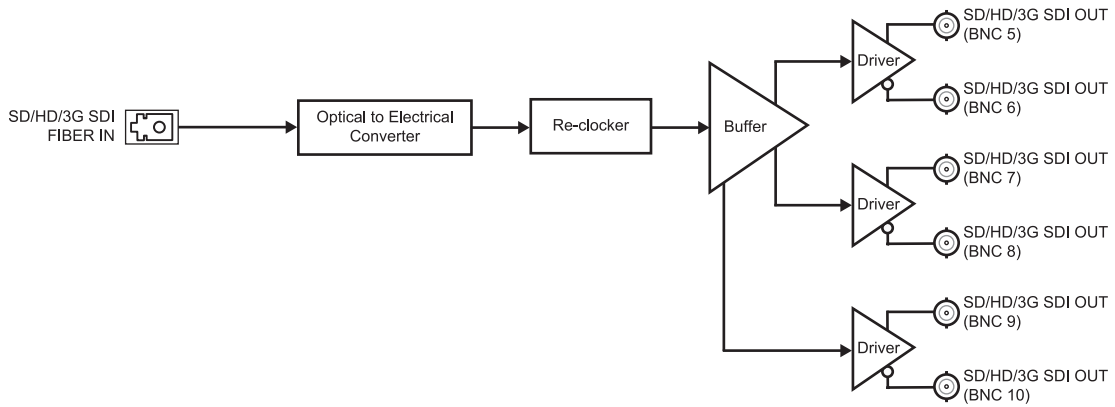 SD/HD/3G SDI
FIBER IN
Optical to Electrical
Converter
Re-clocker
Buffer
Driver
SD/HD/3G SDI OUT
(BNC 5)
SD/HD/3G SDI OUT
(BNC 6)
Driver
SD/HD/3G SDI OUT
(BNC 7)
SD/HD/3G SDI OUT
(BNC 8)
Driver
SD/HD/3G SDI OUT
(BNC 9)
SD/HD/3G SDI OUT
(BNC 10)